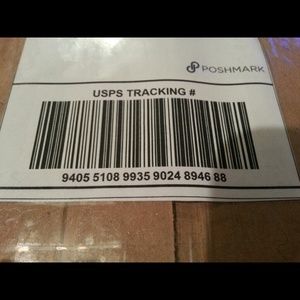 POSHMARK
USPS TRACKING #
9405 5108 9935 9024 8946 88